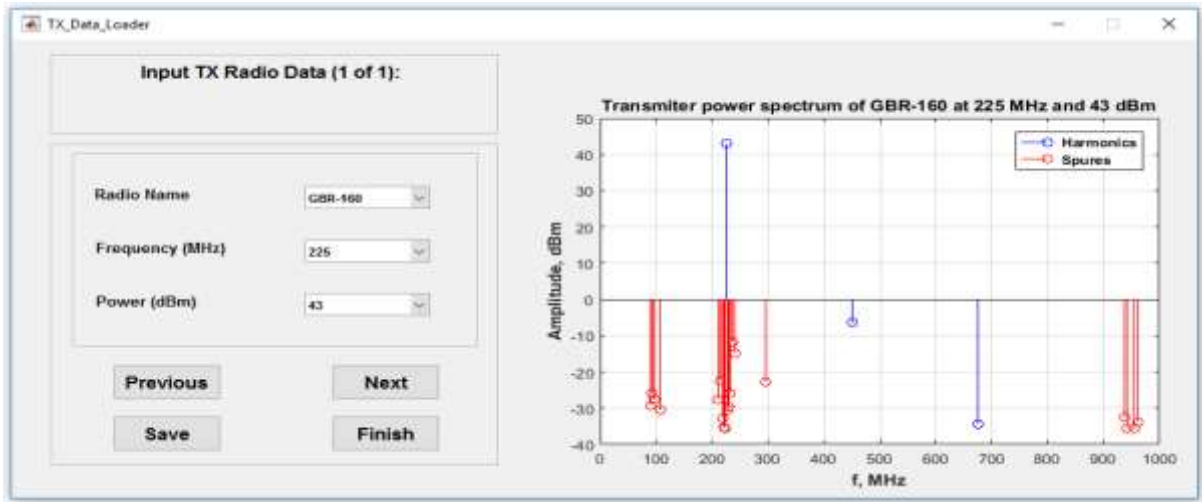 TX_Data_Loader
Input TX Radio Data (1 of 1):
Radio Name
GBR-160
Frequency (MHz)
225
Power (dBm)
43
Previous
Next
Save
Finish
Transmiter power spectrum of GBR-160 at 225 MHz and 43 dBm
Harmonics
Spures
Amplitude, dBm
50
40
30
20
10
0
-10
-20
-30
-40
0 100 200 300 400 500 600 700 800 900 1000
f, MHz